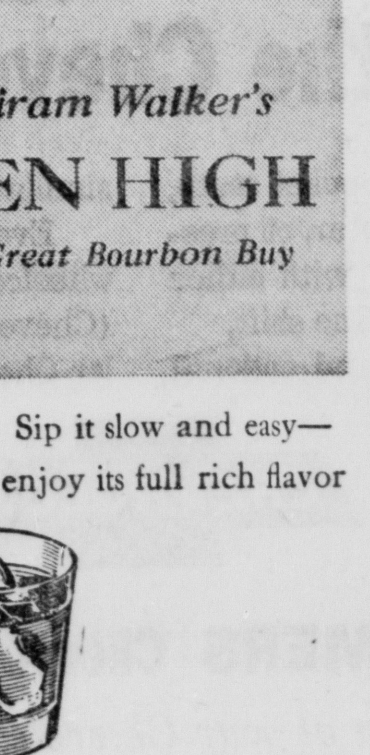 iram Walker's
EN HIGH
Great Bourbon Buy
Sip it slow and easy—
enjoy its full rich flavor